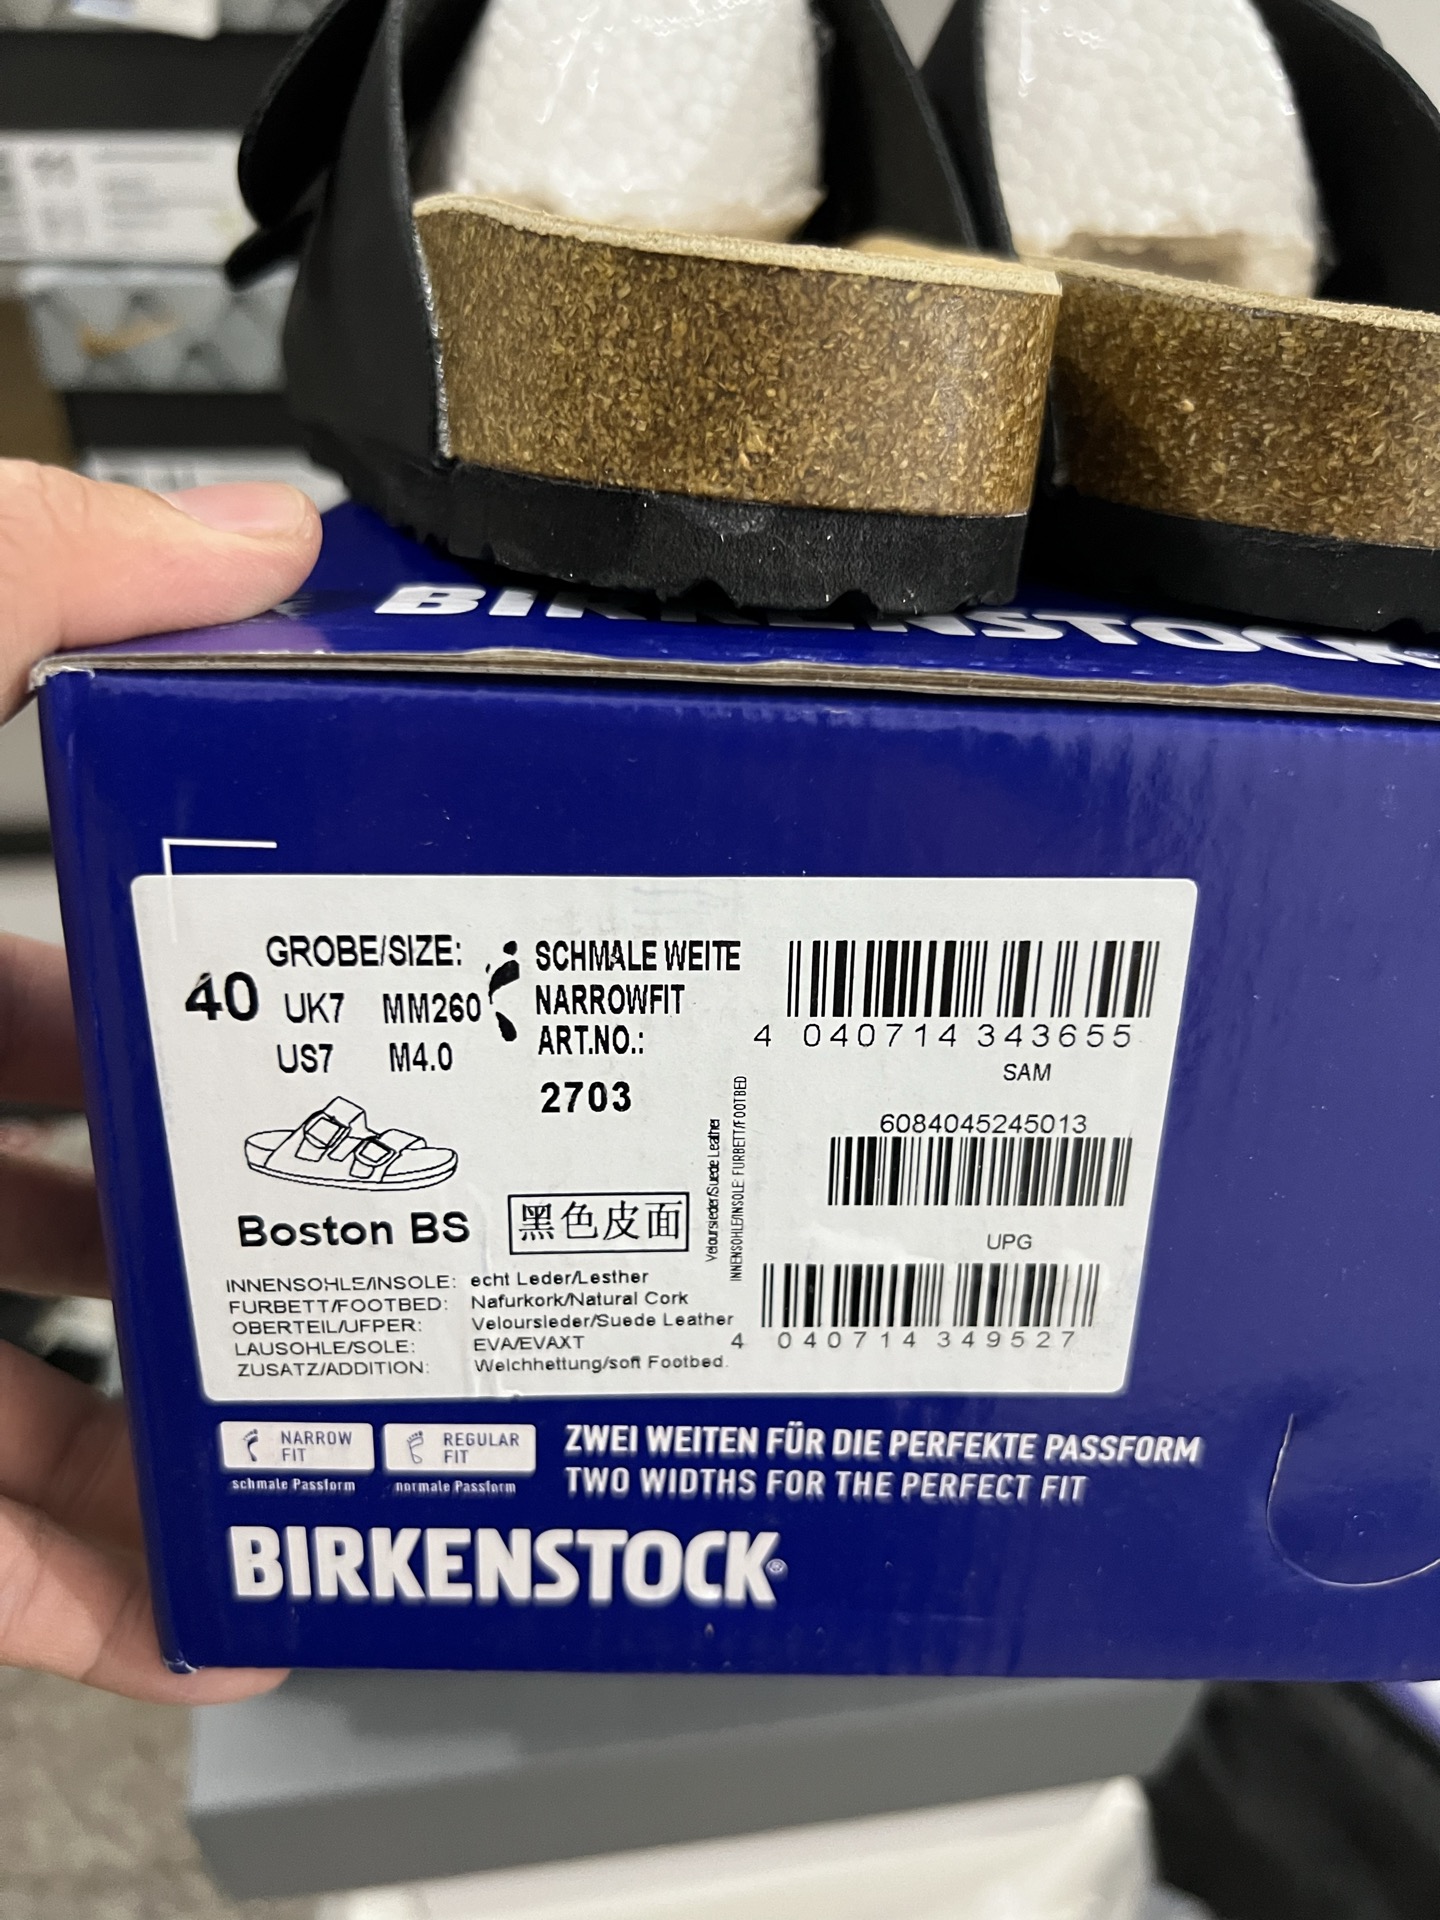 BIRKENSTOCK
GROBE/SIZE:
40 UK7 MM260
US7 M4.0
SCHMALE WEITE
NARROWFIT
ART.NO.:
2703
4 040714 343655
SAM
6084045245013
UPG
4 040714 349527
Veloursieder/Suede Leather
INNENSOHLE/INSOLE: FURBETT/FOOTBED
Boston BS
黑色皮面
INNENSOHLE/INSOLE: echt Leder/Lesther
FURBETT/FOOTBED: Nafurkork/Natural Cork
OBERTEIL/UFPER: Veloursieder/Suede Leather
LAUSOHLE/SOLE: EVA/EVAXT
ZUSATZ/ADDITION: Welchhettung/soft Footbed.
NARROW FIT
schmale Passform
REGULAR FIT
normale Passform
ZWEI WEITEN FÜR DIE PERFEKTE PASSFORM
TWO WIDTHS FOR THE PERFECT FIT
BIRKENSTOCK®